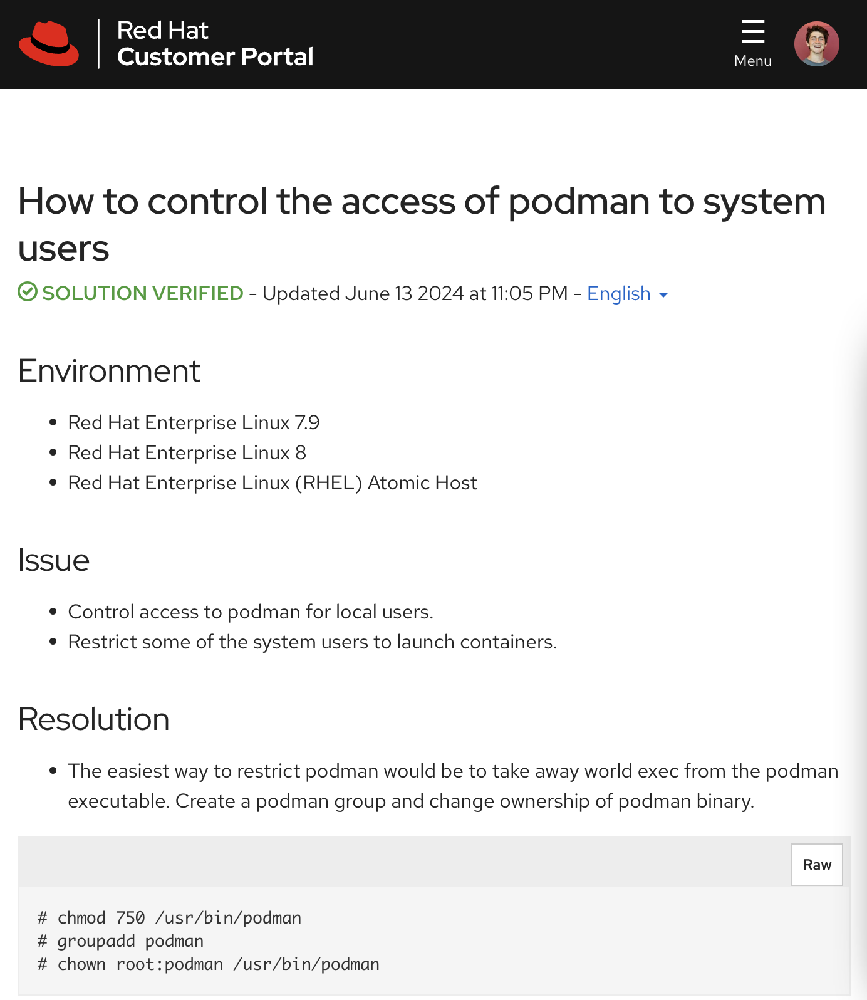 Red Hat
Customer Portal
Menu
How to control the access of podman to system
users
SOLUTION VERIFIED - Updated June 13 2024 at 11:05 PM - English
Environment
• Red Hat Enterprise Linux 7.9
• Red Hat Enterprise Linux 8
• Red Hat Enterprise Linux (RHEL) Atomic Host
Issue
• Control access to podman for local users.
• Restrict some of the system users to launch containers.
Resolution
• The easiest way to restrict podman would be to take away world exec from the podman
executable. Create a podman group and change ownership of podman binary.
Raw
# chmod 750 /usr/bin/podman
# groupadd podman
# chown root:podman /usr/bin/podman